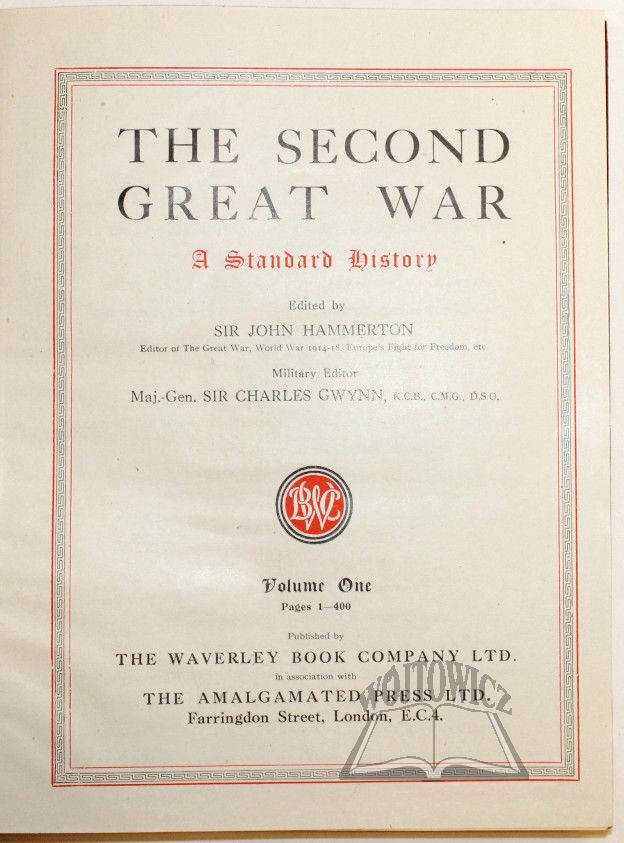 THE SECOND
GREAT WAR
A Standard History
Edited by
SIR JOHN HAMMERTON
Editor of The Great War, World War 1914-18, Europe's Fight for Freedom, etc.
Military Editor
Maj.-Gen. SIR CHARLES GWYNN, K.C.B., C.M.G., D.S.O.
WBC
Volume One
Pages 1—400
Published by
THE WAVERLEY BOOK COMPANY LTD.
in association with
THE AMALGAMATED PRESS LTD.
Farringdon Street, London, E.C.4.
WÓJTOWICZ